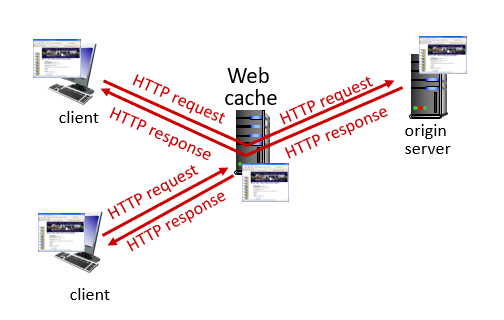 HTTP request
HTTP response
client
Web
cache
HTTP request
HTTP response
origin
server
HTTP request
HTTP response
client